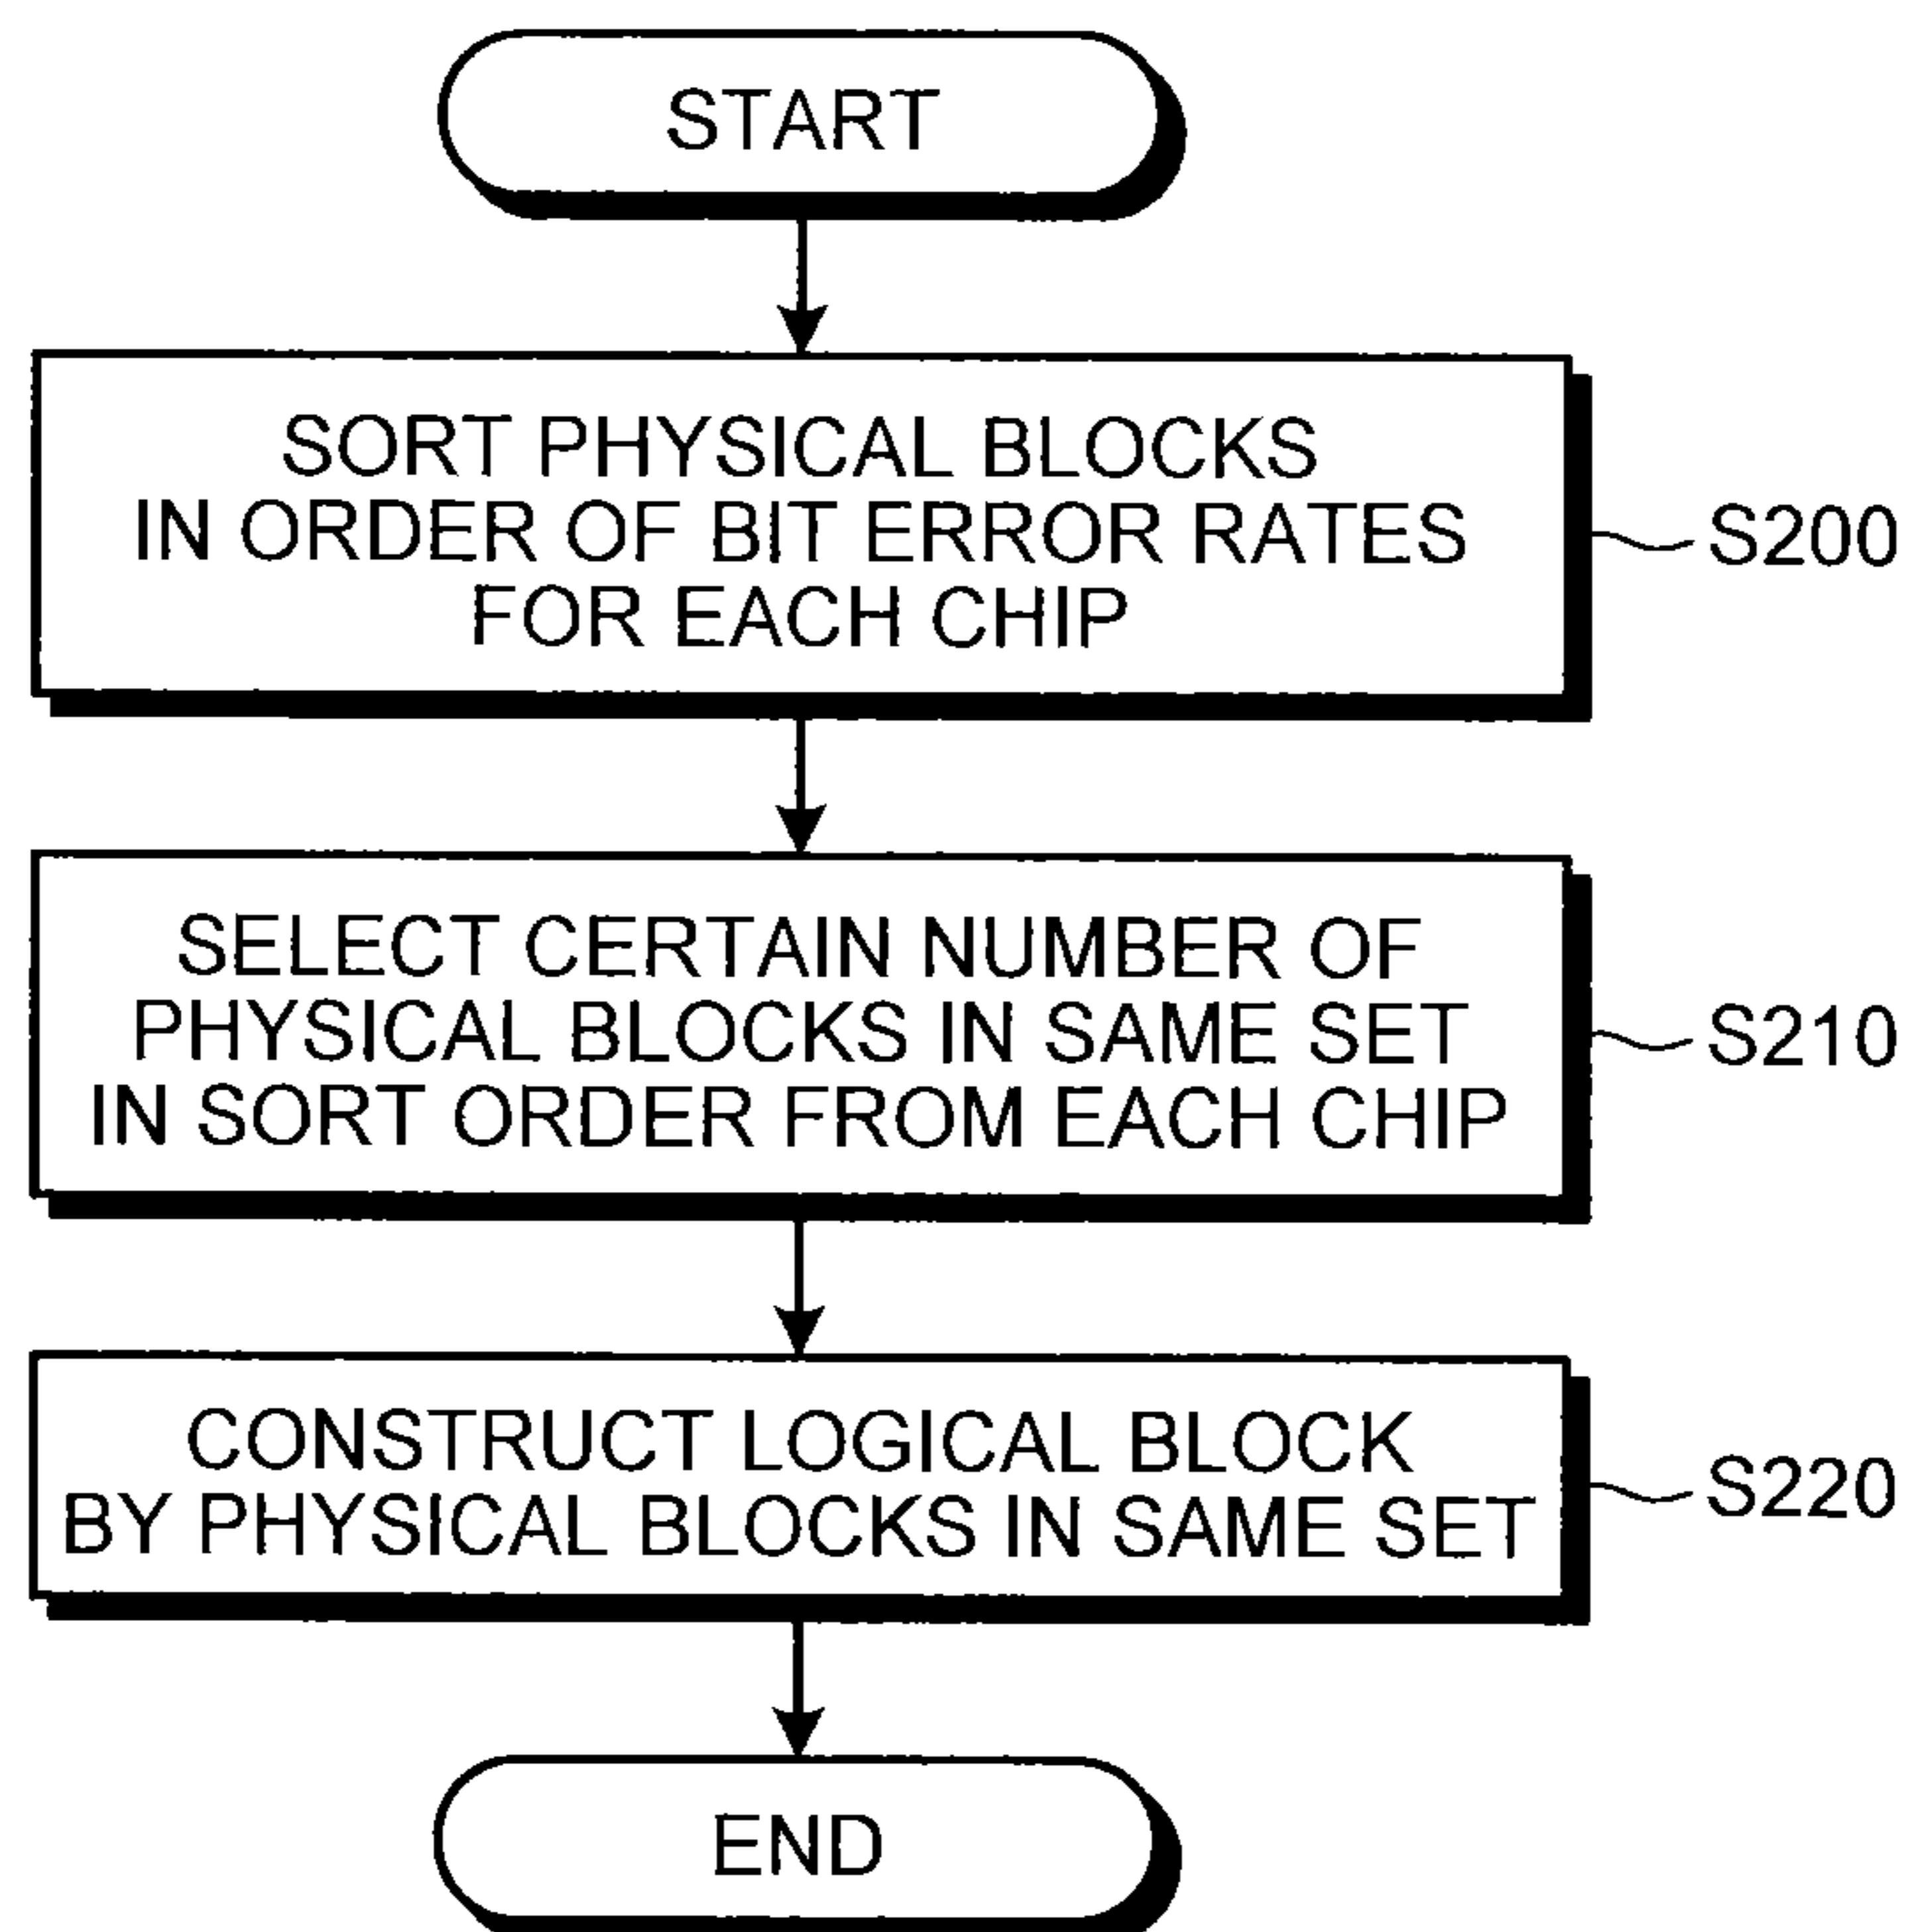 START
SORT PHYSICAL BLOCKS
IN ORDER OF BIT ERROR RATES
FOR EACH CHIP
S200
SELECT CERTAIN NUMBER OF
PHYSICAL BLOCKS IN SAME SET
IN SORT ORDER FROM EACH CHIP
S210
CONSTRUCT LOGICAL BLOCK
BY PHYSICAL BLOCKS IN SAME SET
S220
END